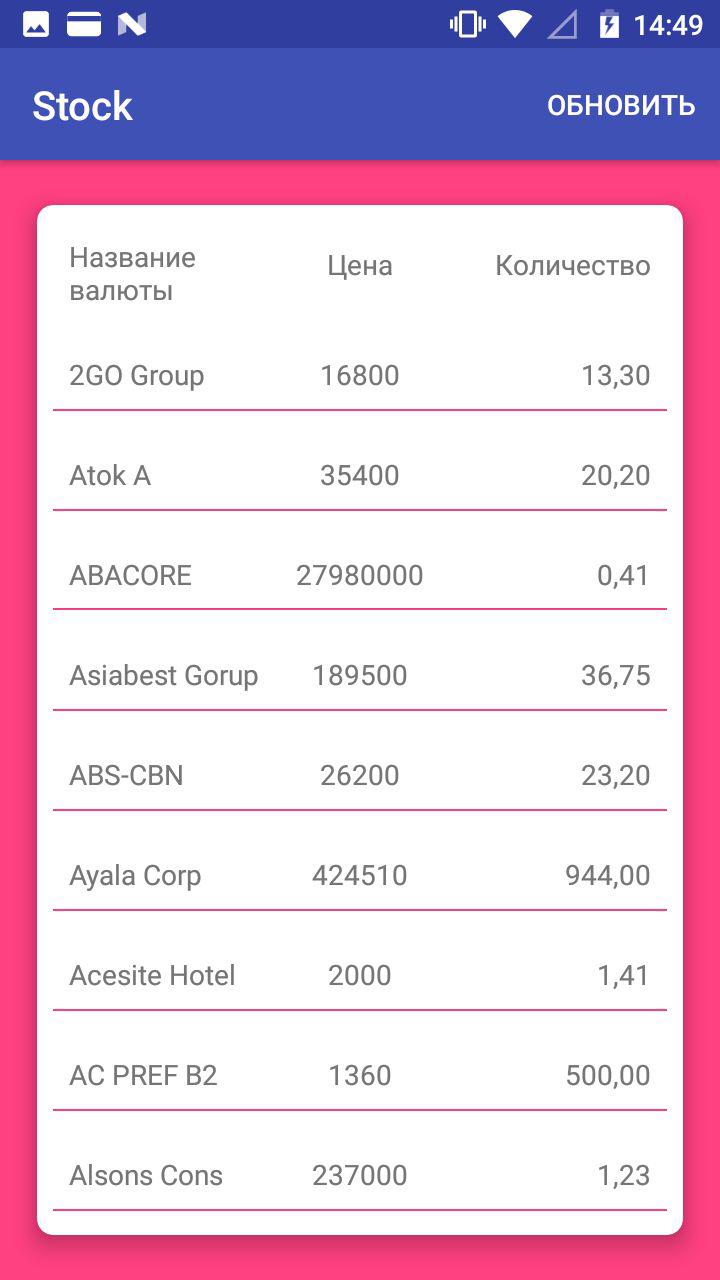 14:49
Stock ОБНОВИТЬ
Название Цена Количество
валюты
2GO Group 16800 13,30
Atok A 35400 20,20
ABACORE 27980000 0,41
Asiabest Gorup 189500 36,75
ABS-CBN 26200 23,20
Ayala Corp 424510 944,00
Acesite Hotel 2000 1,41
AC PREF B2 1360 500,00
Alsons Cons 237000 1,23